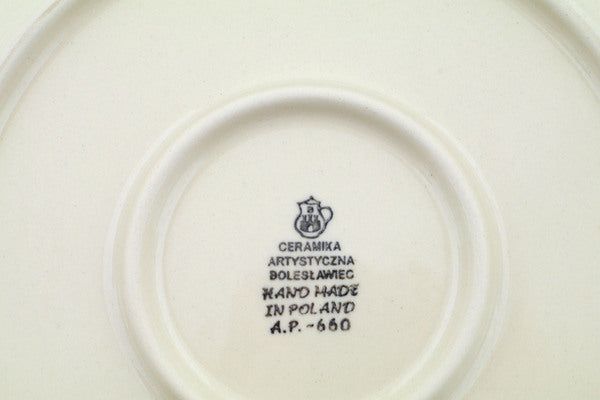 B
CERAMIKA
ARTYSTYCZNA
BOLESŁAWIEC
HAND MADE
IN POLAND
A.P.-660